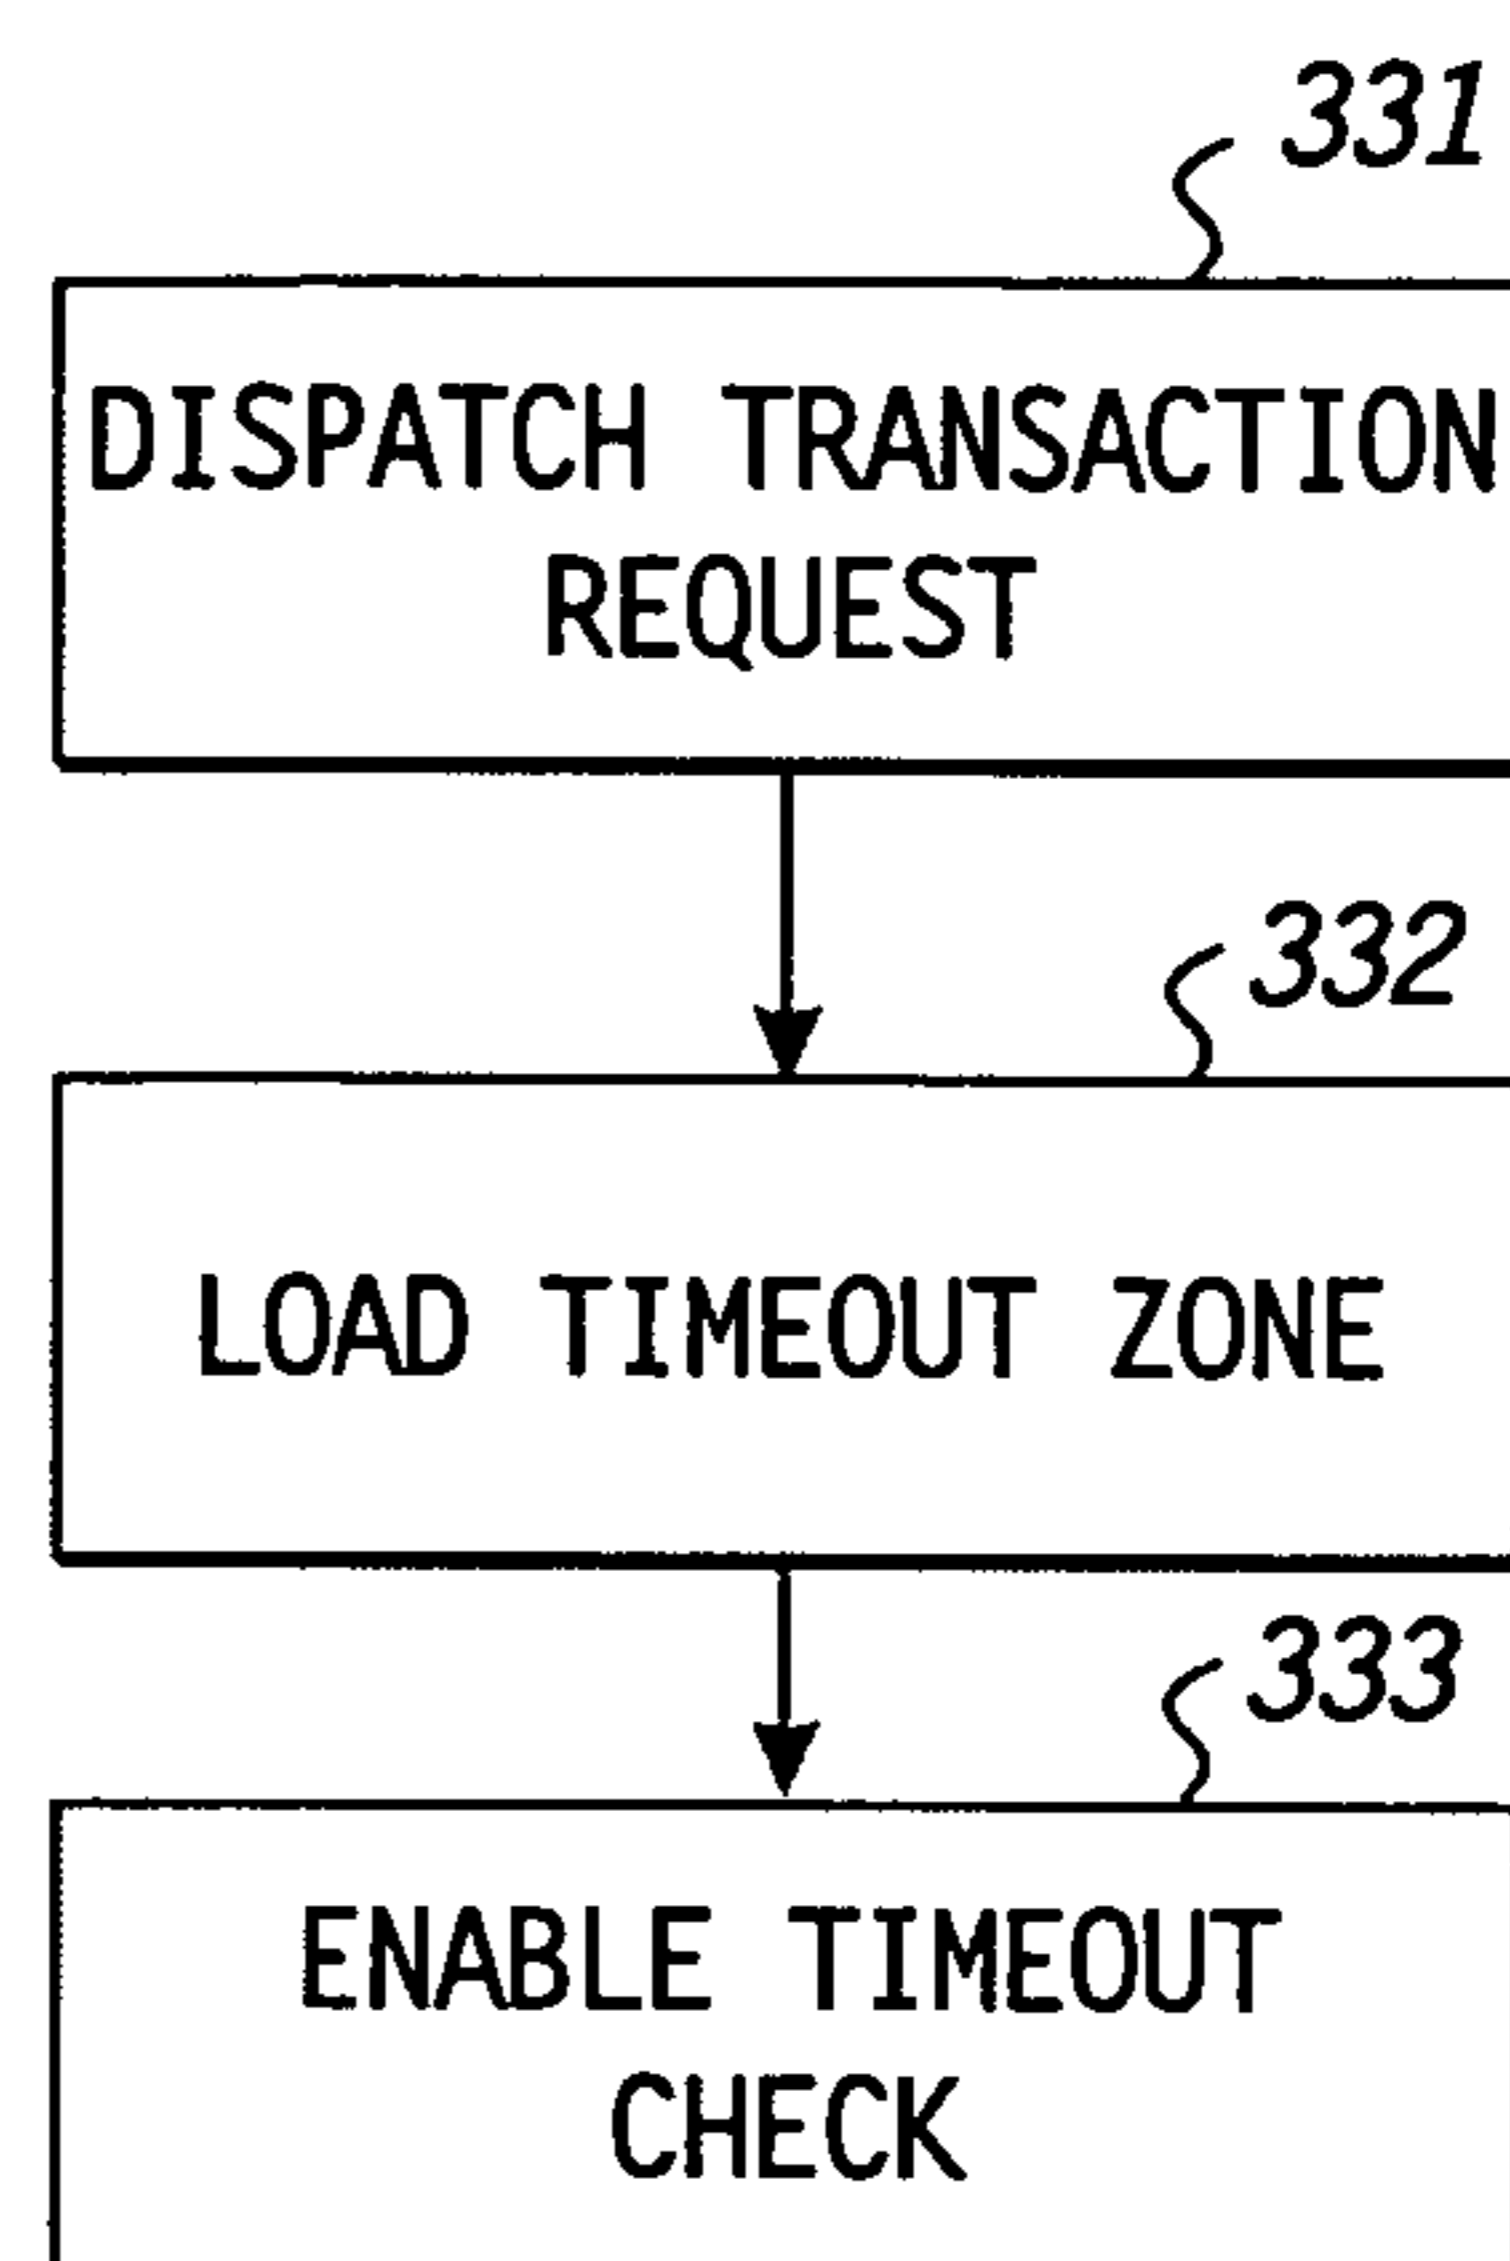 331
DISPATCH TRANSACTION
REQUEST
332
LOAD TIMEOUT ZONE
333
ENABLE TIMEOUT
CHECK